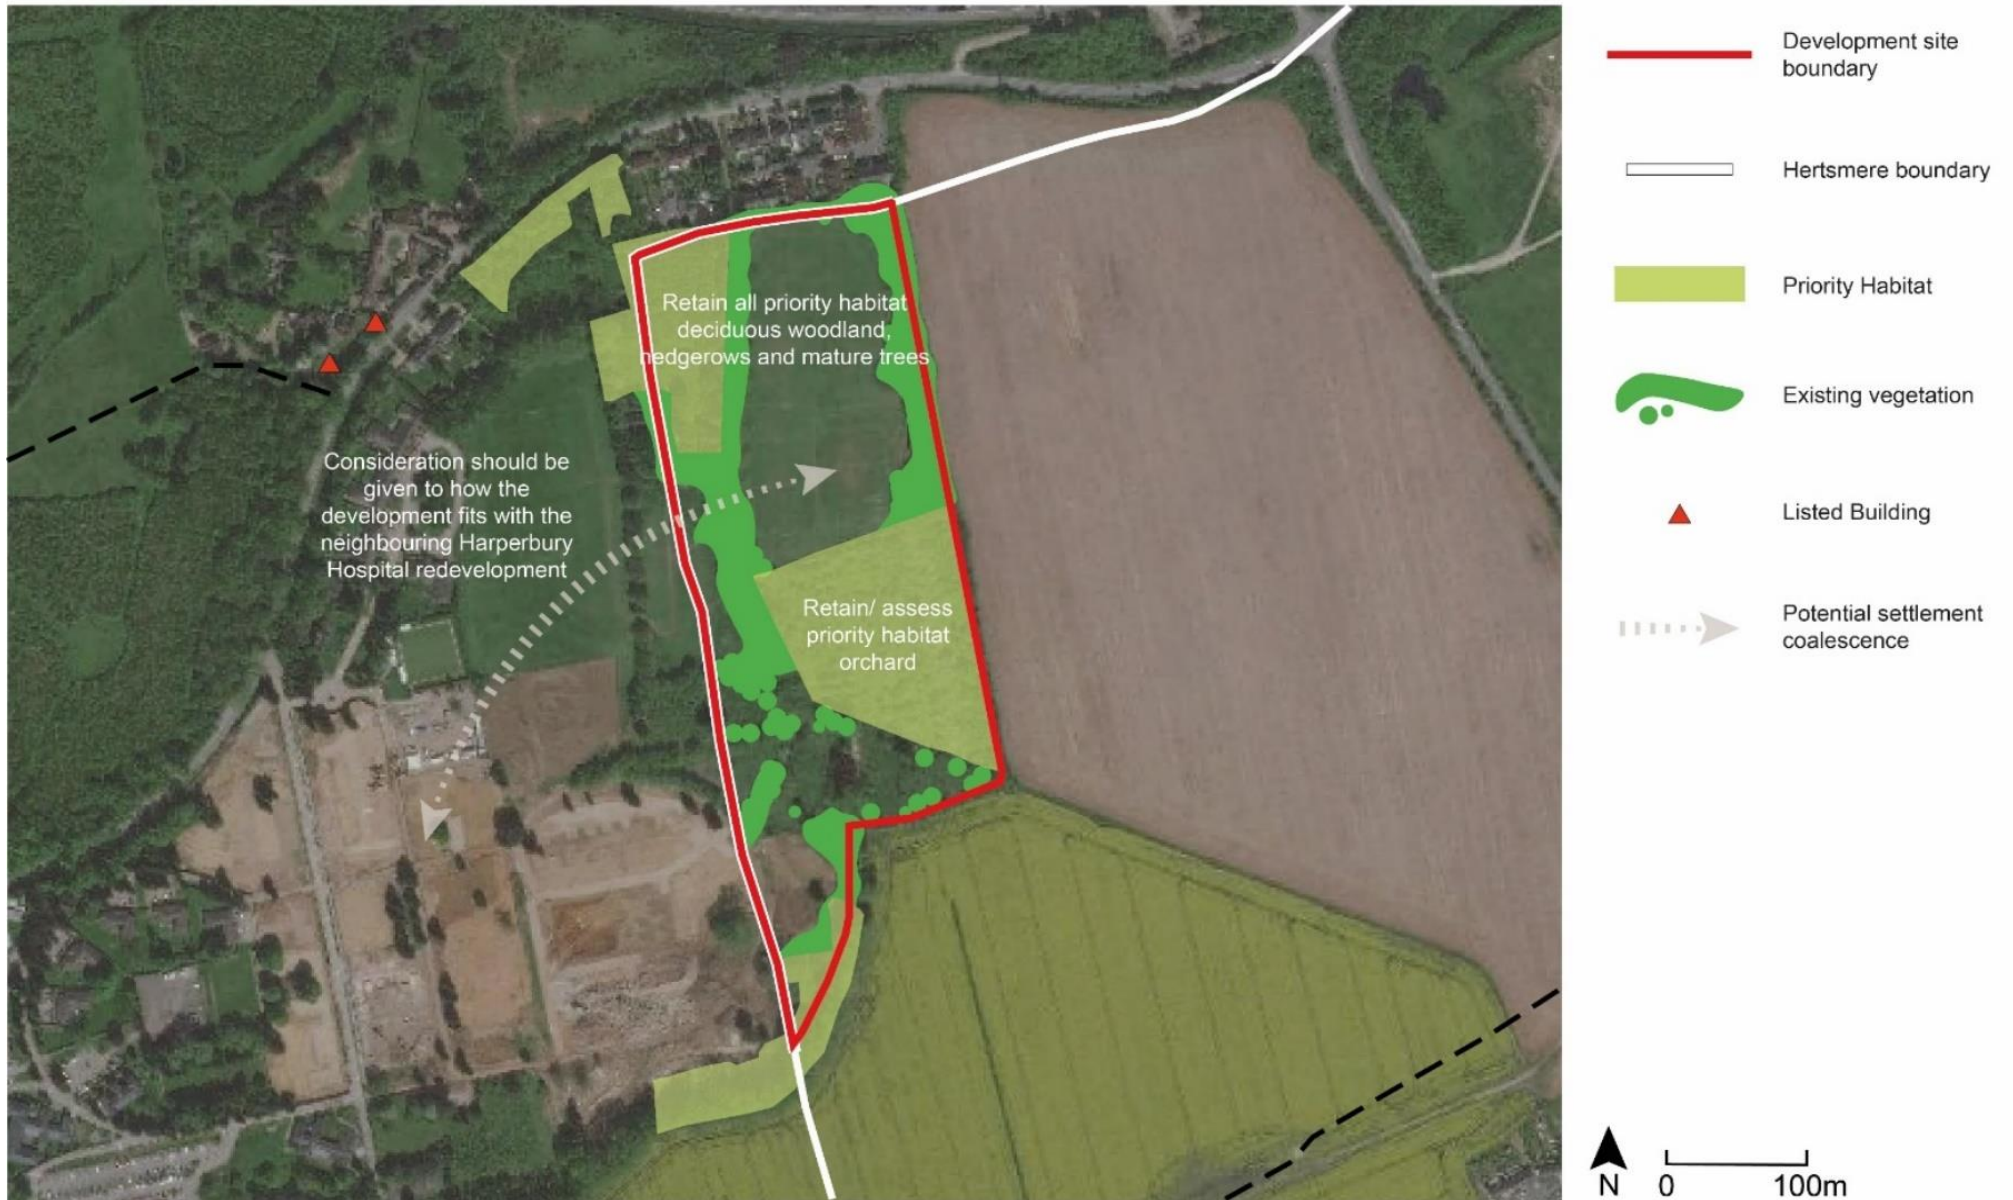 Retain all priority habitat
deciduous woodland,
hedgerows and mature trees
Consideration should be
given to how the
development fits with the
neighbouring Harperbury
Hospital redevelopment
Retain/ assess
priority habitat
orchard
Development site
boundary
Hertsmere boundary
Priority Habitat
Existing vegetation
Listed Building
Potential settlement
coalescence
N
0
100m